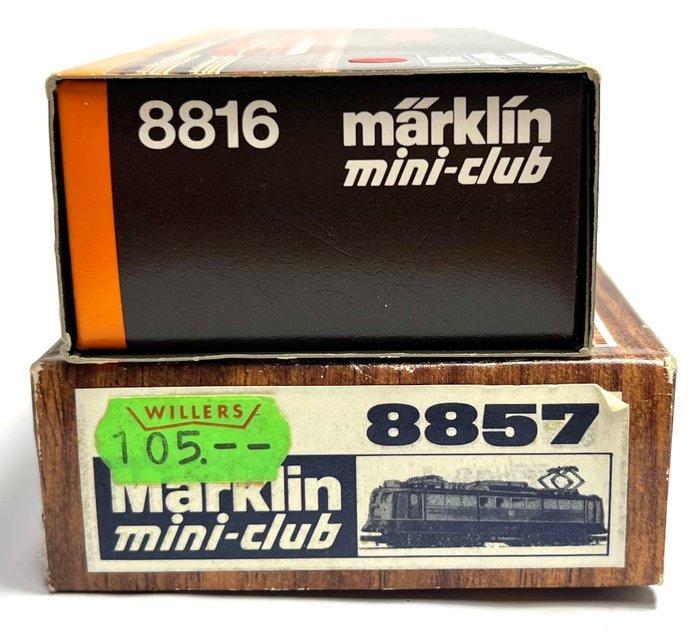 8816
märklin
mini-club
WILLERS
105.--
8857
Märklin
mini-club